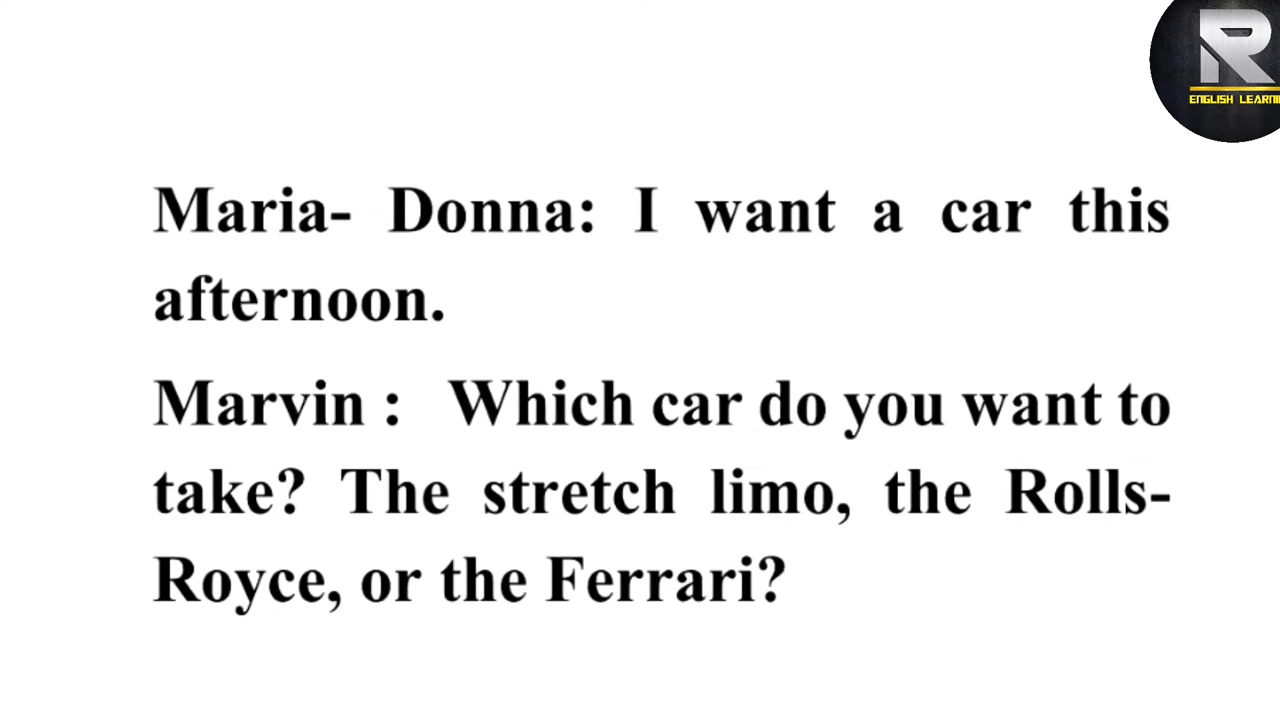 R
ENGLISH LEARNIN
Maria- Donna: I want a car this
afternoon.
Marvin : Which car do you want to
take? The stretch limo, the Rolls-
Royce, or the Ferrari?